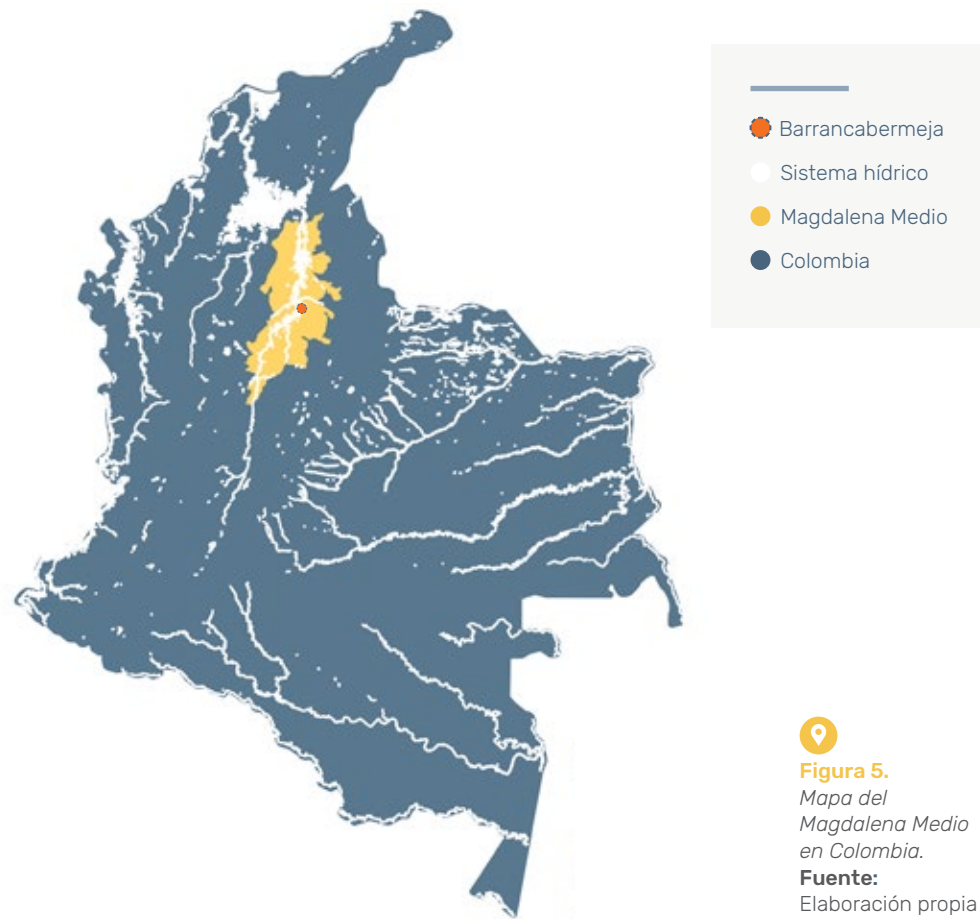 Barrancabermeja
Sistema hídrico
Magdalena Medio
Colombia
Figura 5.
Mapa del
Magdalena Medio
en Colombia.
Fuente:
Elaboración propia